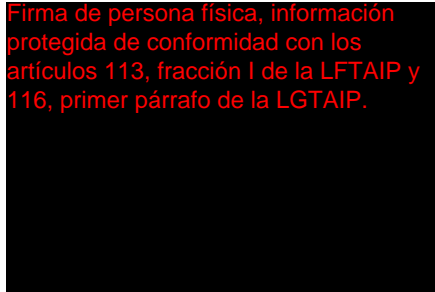 Firma de persona física, información
protegida de conformidad con los
artículos 113, fracción I de la LFTAIP y
116, primer párrafo de la LGTAIP.